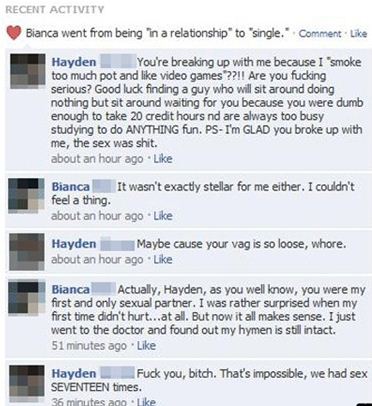 RECENT ACTIVITY
Bianca went from being "in a relationship" to "single." · Comment · Like
Hayden You're breaking up with me because I "smoke
too much pot and like video games"??!! Are you fucking
serious? Good luck finding a guy who will sit around doing
nothing but sit around waiting for you because you were dumb
enough to take 20 credit hours nd are always too busy
studying to do ANYTHING fun. PS- I'm GLAD you broke up with
me, the sex was shit.
about an hour ago · Like
Bianca It wasn't exactly stellar for me either. I couldn't
feel a thing.
about an hour ago · Like
Hayden Maybe cause your vag is so loose, whore.
about an hour ago · Like
Bianca Actually, Hayden, as you well know, you were my
first and only sexual partner. I was rather surprised when my
first time didn't hurt...at all. But now it all makes sense. I just
went to the doctor and found out my hymen is still intact.
51 minutes ago · Like
Hayden Fuck you, bitch. That's impossible, we had sex
SEVENTEEN times.
36 minutes ago · Like